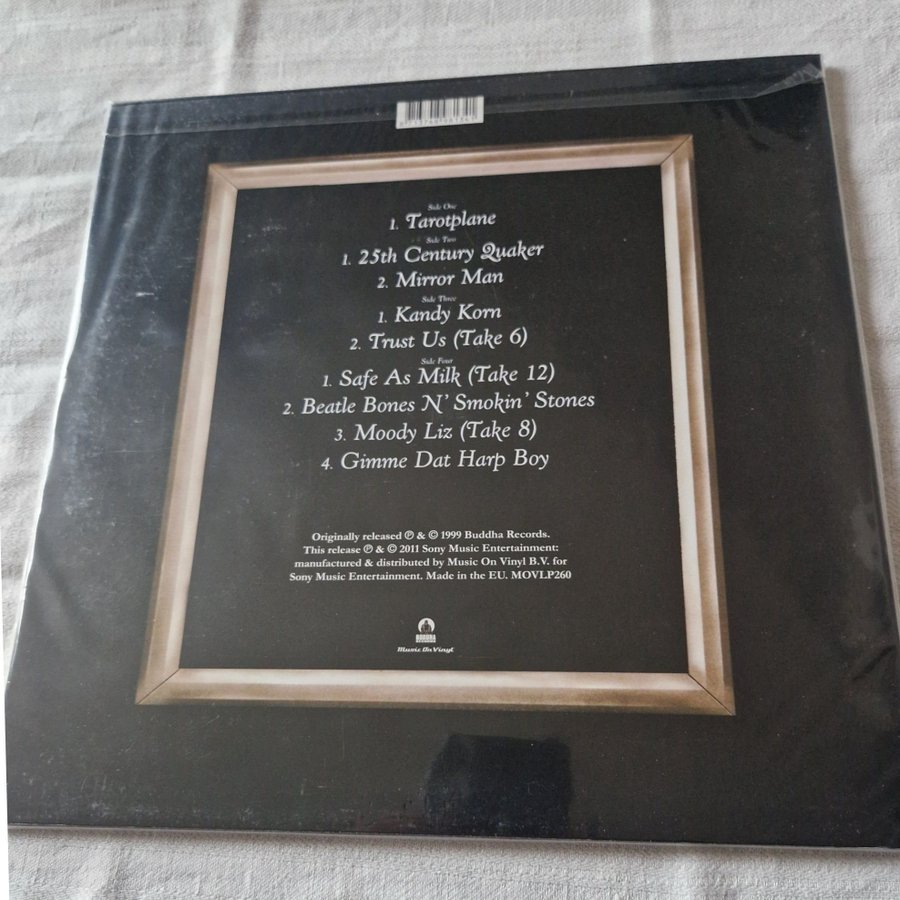 Side One
1. Tarotplane
Side Two
1. 25th Century Quaker
2. Mirror Man
Side Three
1. Kandy Korn
2. Trust Us (Take 6)
Side Four
1. Safe As Milk (Take 12)
2. Beatle Bones N' Smokin' Stones
3. Moody Liz (Take 8)
4. Gimme Dat Harp Boy
Originally released ℗ & © 1999 Buddha Records.
This release ℗ & © 2011 Sony Music Entertainment:
manufactured & distributed by Music On Vinyl B.V. for
Sony Music Entertainment. Made in the EU. MOVLP260
BUDDHA
RECORDS
Music On Vinyl